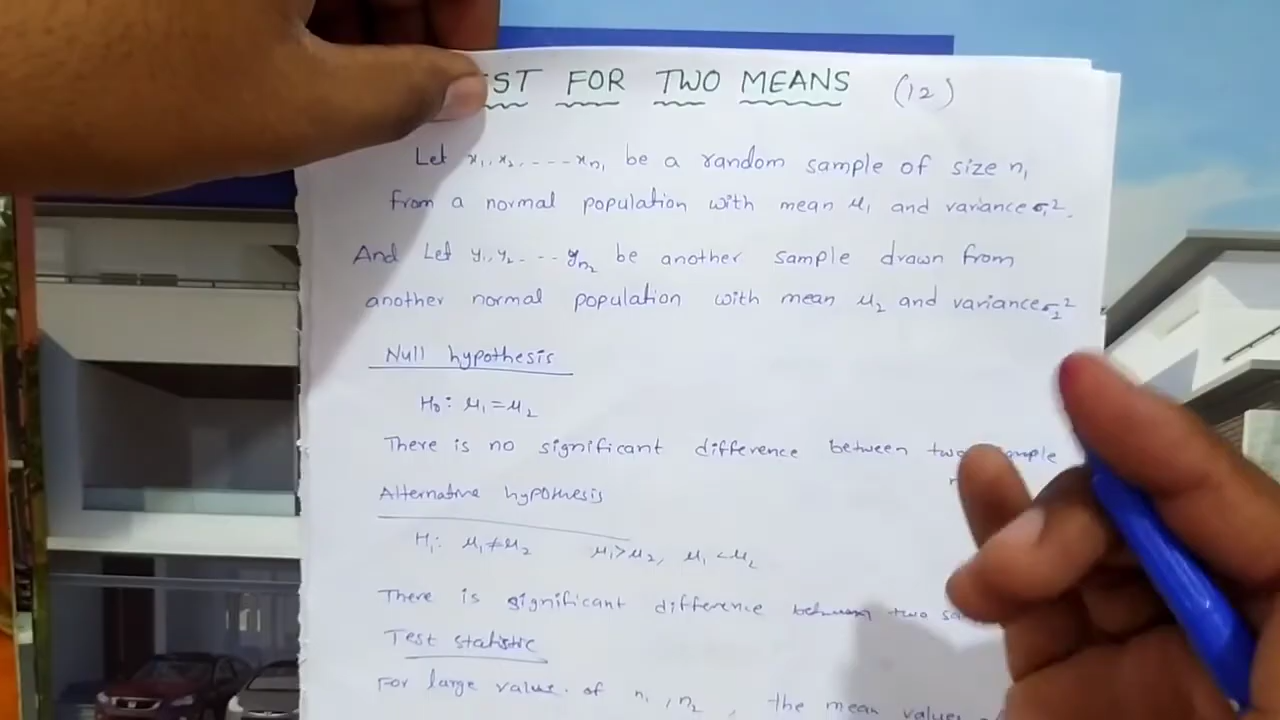 ST FOR TWO MEANS (12)
Let x₁, x₂, ---- xn₁ be a random sample of size n₁
from a normal population with mean μ₁ and variance σ₁².
And Let y₁, y₂ - -- yn₂ be another sample drawn from
another normal population with mean μ₂ and variance σ₂²
Null hypothesis
H₀: μ₁ = μ₂
There is no significant difference between two
Alternative hypothesis
H₁: μ₁ ≠ μ₂ μ₁ > μ₂, μ₁ < μ₂
There is significant difference between two
Test statistic
For large value of n₁, n₂, the mean values